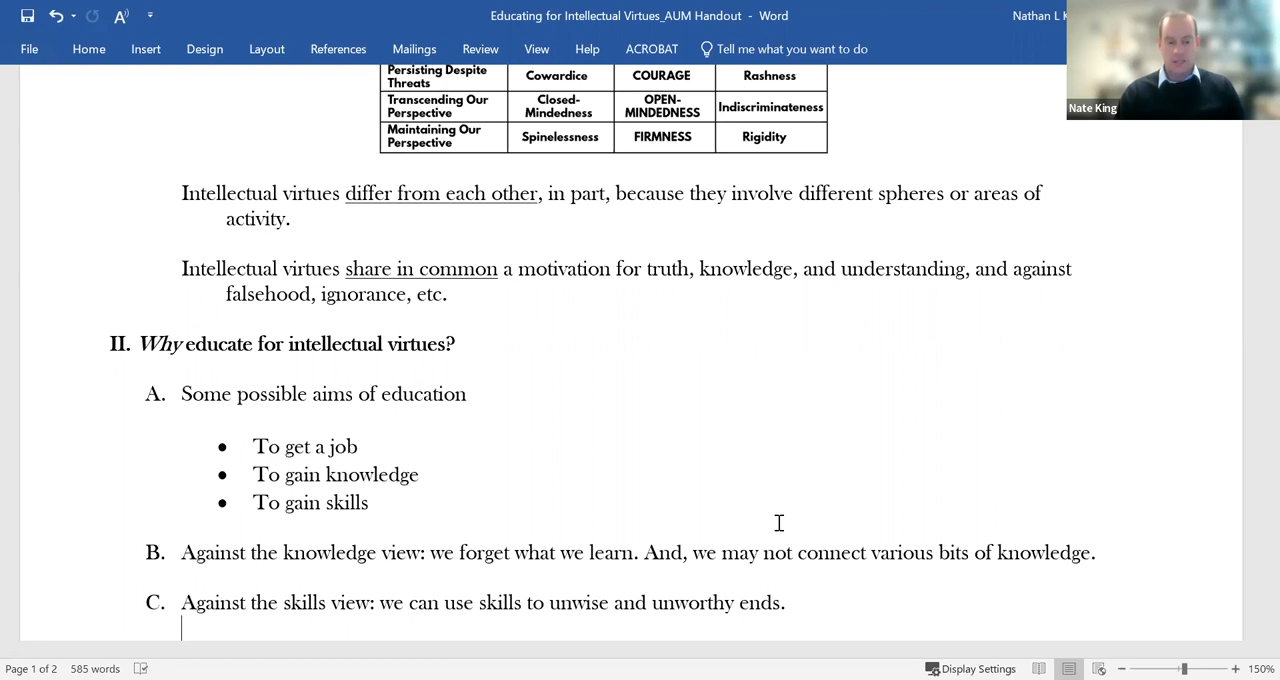 Educating for Intellectual Virtues_AUM Handout - Word
Nathan L K
File Home Insert Design Layout References Mailings Review View Help ACROBAT Tell me what you want to do
Nate King
Persisting Despite Threats Cowardice COURAGE Rashness
Transcending Our Perspective Closed-Mindedness OPEN-MINDEDNESS Indiscriminateness
Maintaining Our Perspective Spinelessness FIRMNESS Rigidity
Intellectual virtues differ from each other, in part, because they involve different spheres or areas of
activity.
Intellectual virtues share in common a motivation for truth, knowledge, and understanding, and against
falsehood, ignorance, etc.
II. Why educate for intellectual virtues?
A. Some possible aims of education
• To get a job
• To gain knowledge
• To gain skills
B. Against the knowledge view: we forget what we learn. And, we may not connect various bits of knowledge.
C. Against the skills view: we can use skills to unwise and unworthy ends.
Page 1 of 2 585 words Display Settings 150%